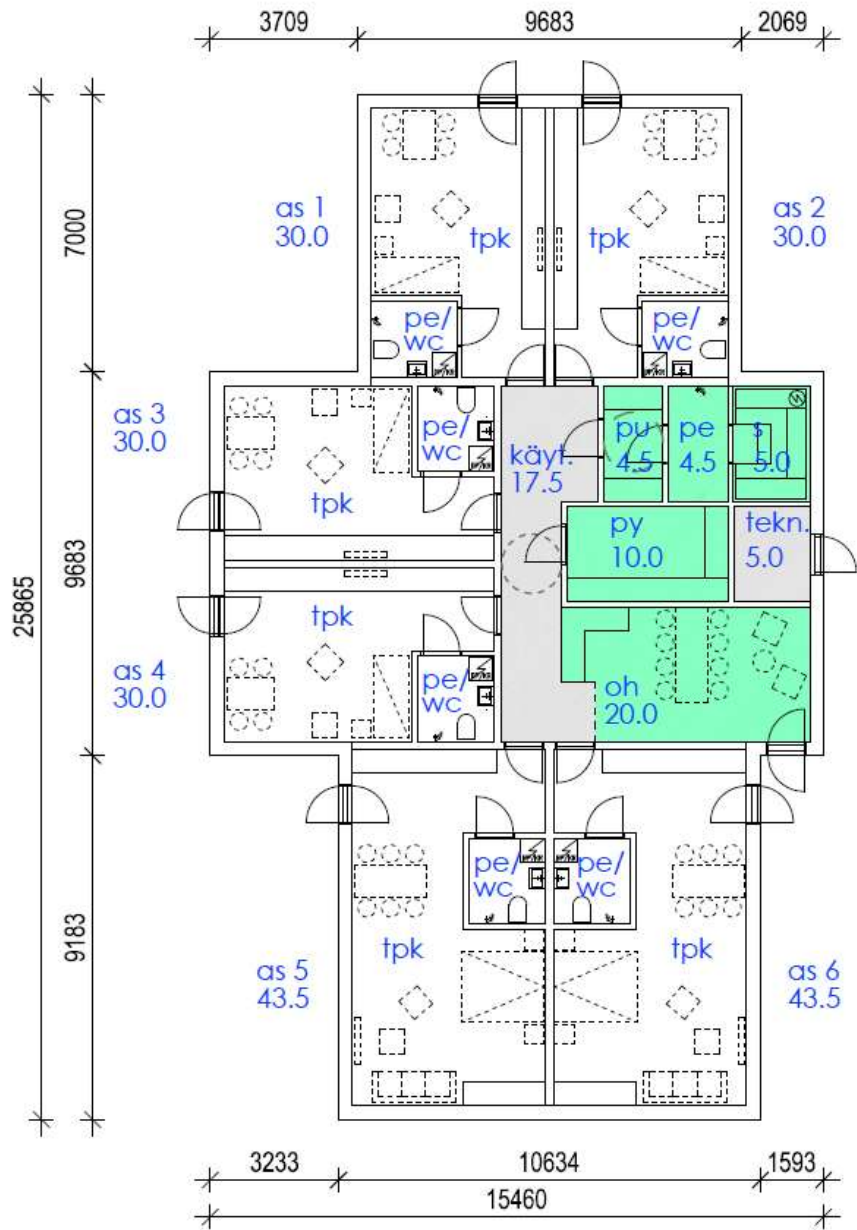 3709
9683
2069
7000
as 1
30.0
as 2
30.0
tpk
tpk
pe/
wc
pe/
wc
as 3
30.0
pe/
wc
käyt.
17.5
pu
4.5
pe
4.5
s
5.0
tpk
25865
9683
py
10.0
tekn.
5.0
tpk
as 4
30.0
pe/
wc
oh
20.0
pe/
wc
pe/
wc
9183
tpk
tpk
as 5
43.5
as 6
43.5
3233
10634
1593
15460